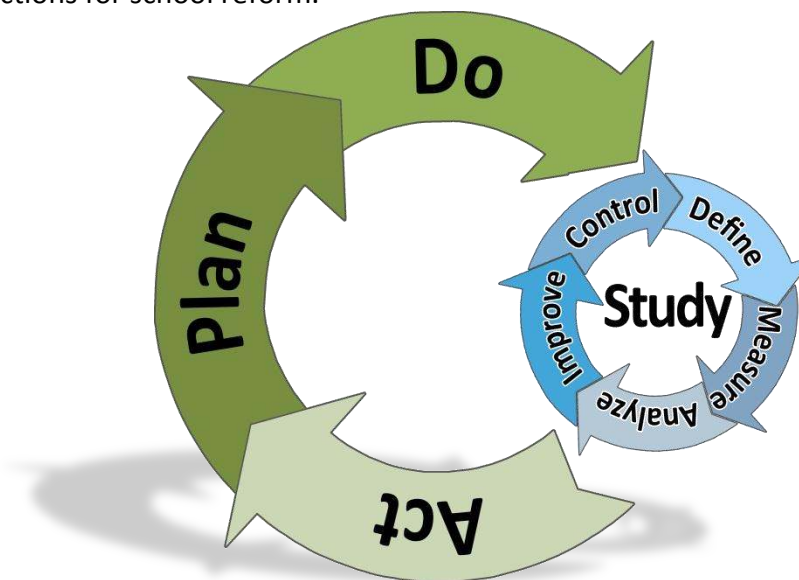 ctions for school reform.
Do
Plan
Act
Study
Control
Define
Measure
Analyze
Improve